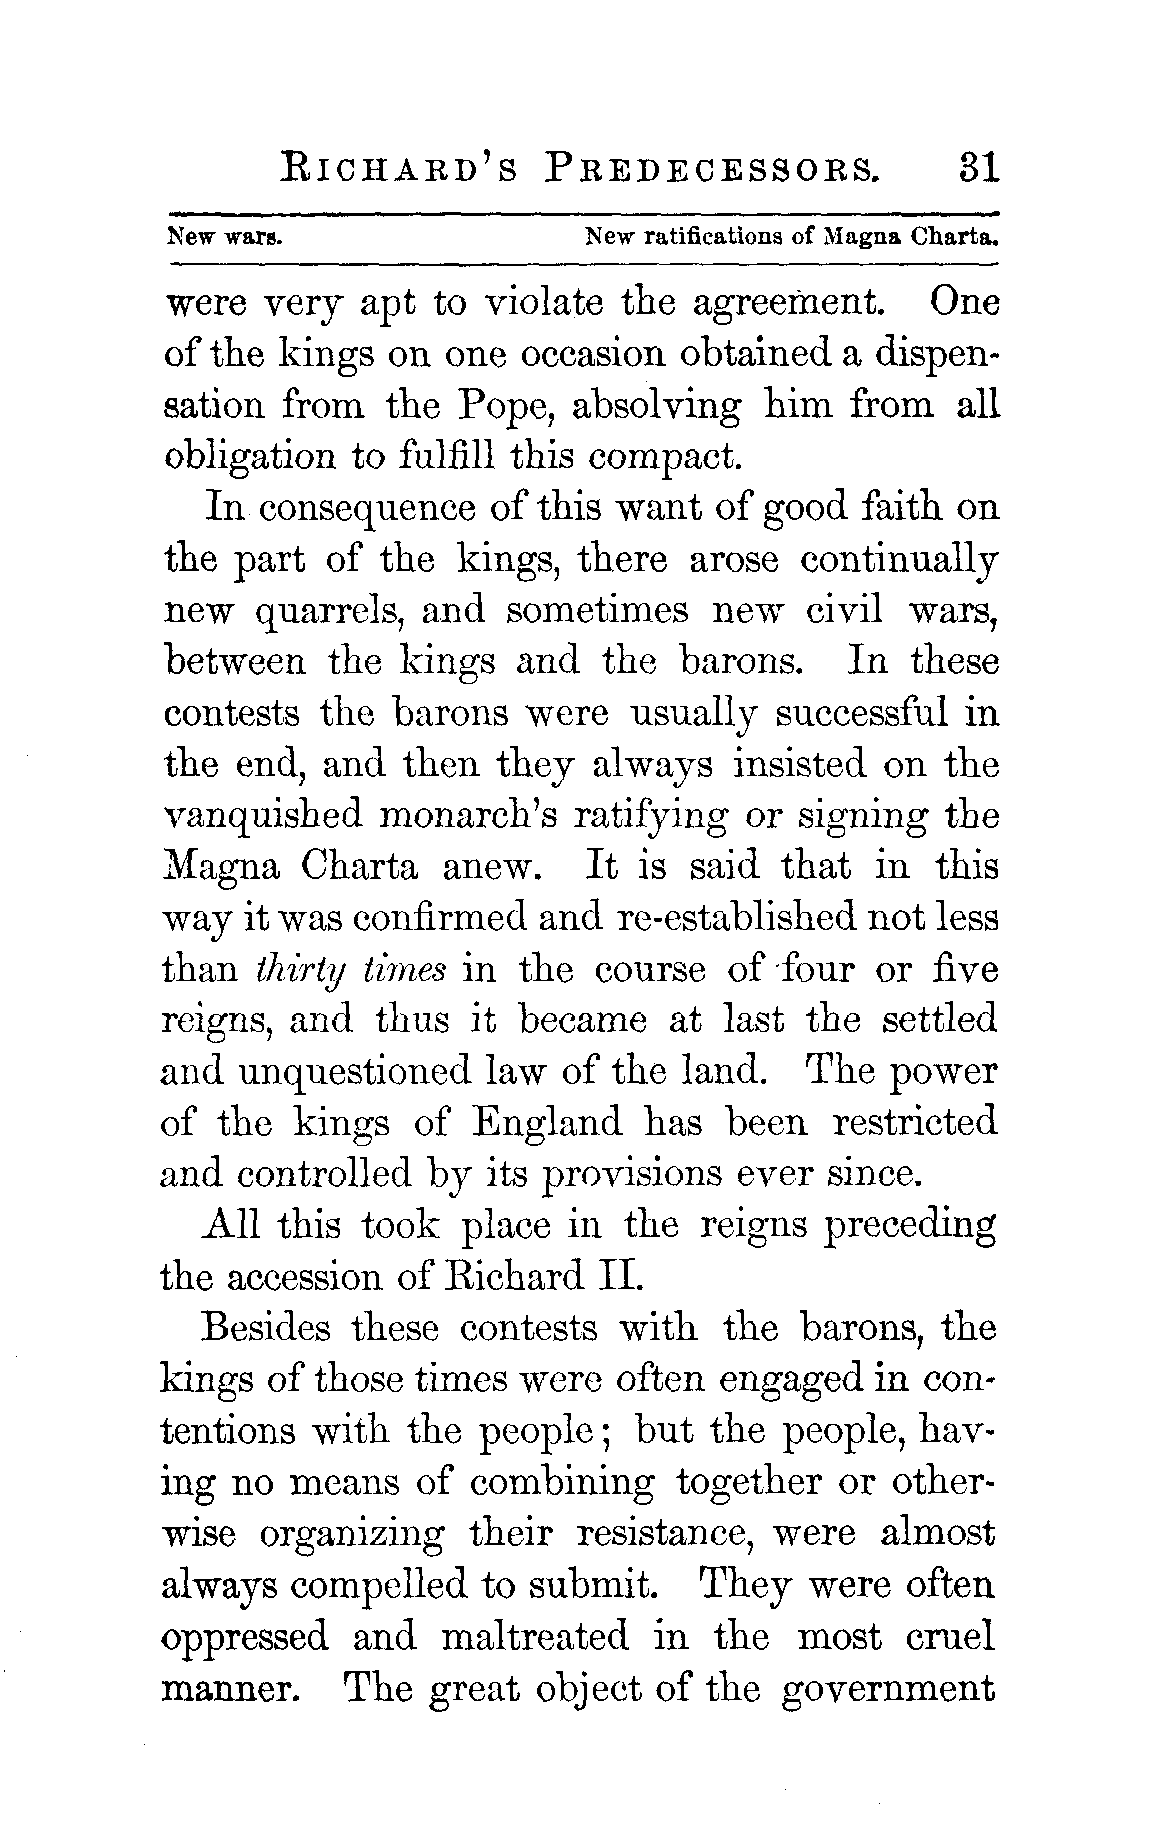 RICHARD'S PREDECESSORS. 31
New wars. New ratifications of Magna Charta.
were very apt to violate the agreement. One
of the kings on one occasion obtained a dispen-
sation from the Pope, absolving him from all
obligation to fulfill this compact.
In consequence of this want of good faith on
the part of the kings, there arose continually
new quarrels, and sometimes new civil wars,
between the kings and the barons. In these
contests the barons were usually successful in
the end, and then they always insisted on the
vanquished monarch's ratifying or signing the
Magna Charta anew. It is said that in this
way it was confirmed and re-established not less
than thirty times in the course of four or five
reigns, and thus it became at last the settled
and unquestioned law of the land. The power
of the kings of England has been restricted
and controlled by its provisions ever since.
All this took place in the reigns preceding
the accession of Richard II.
Besides these contests with the barons, the
kings of those times were often engaged in con-
tentions with the people; but the people, hav-
ing no means of combining together or other-
wise organizing their resistance, were almost
always compelled to submit. They were often
oppressed and maltreated in the most cruel
manner. The great object of the government